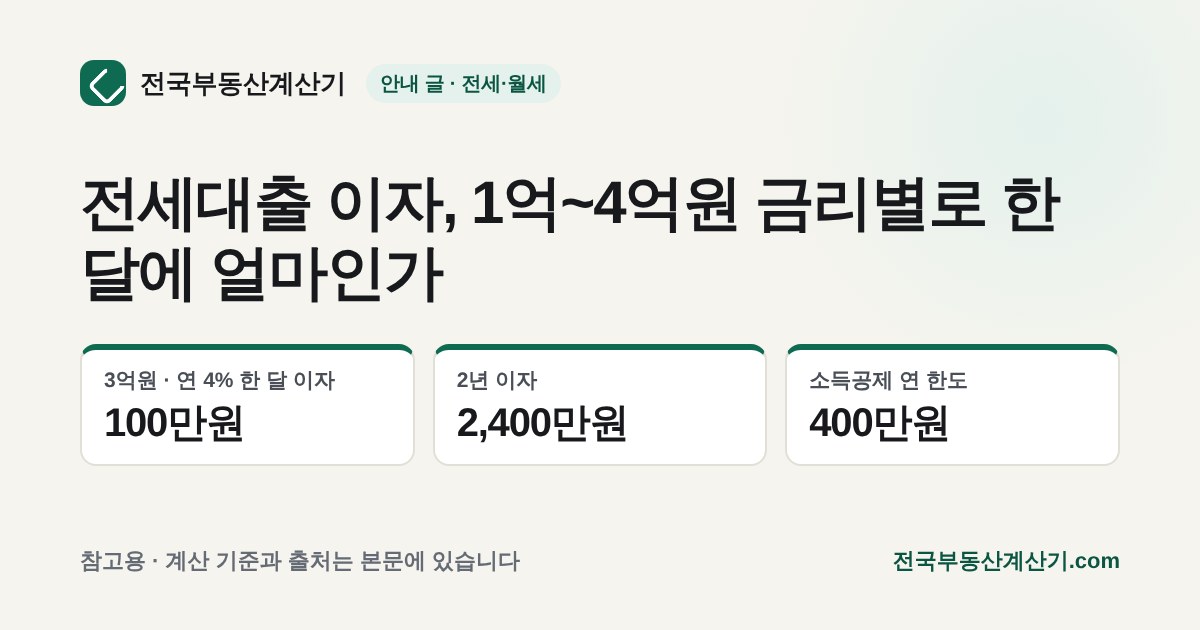 전국부동산계산기
안내 글 · 전세·월세
전세대출 이자, 1억~4억원 금리별로 한
달에 얼마인가
3억원 · 연 4% 한 달 이자
100만원
2년 이자
2,400만원
소득공제 연 한도
400만원
참고용 · 계산 기준과 출처는 본문에 있습니다
전국부동산계산기.com